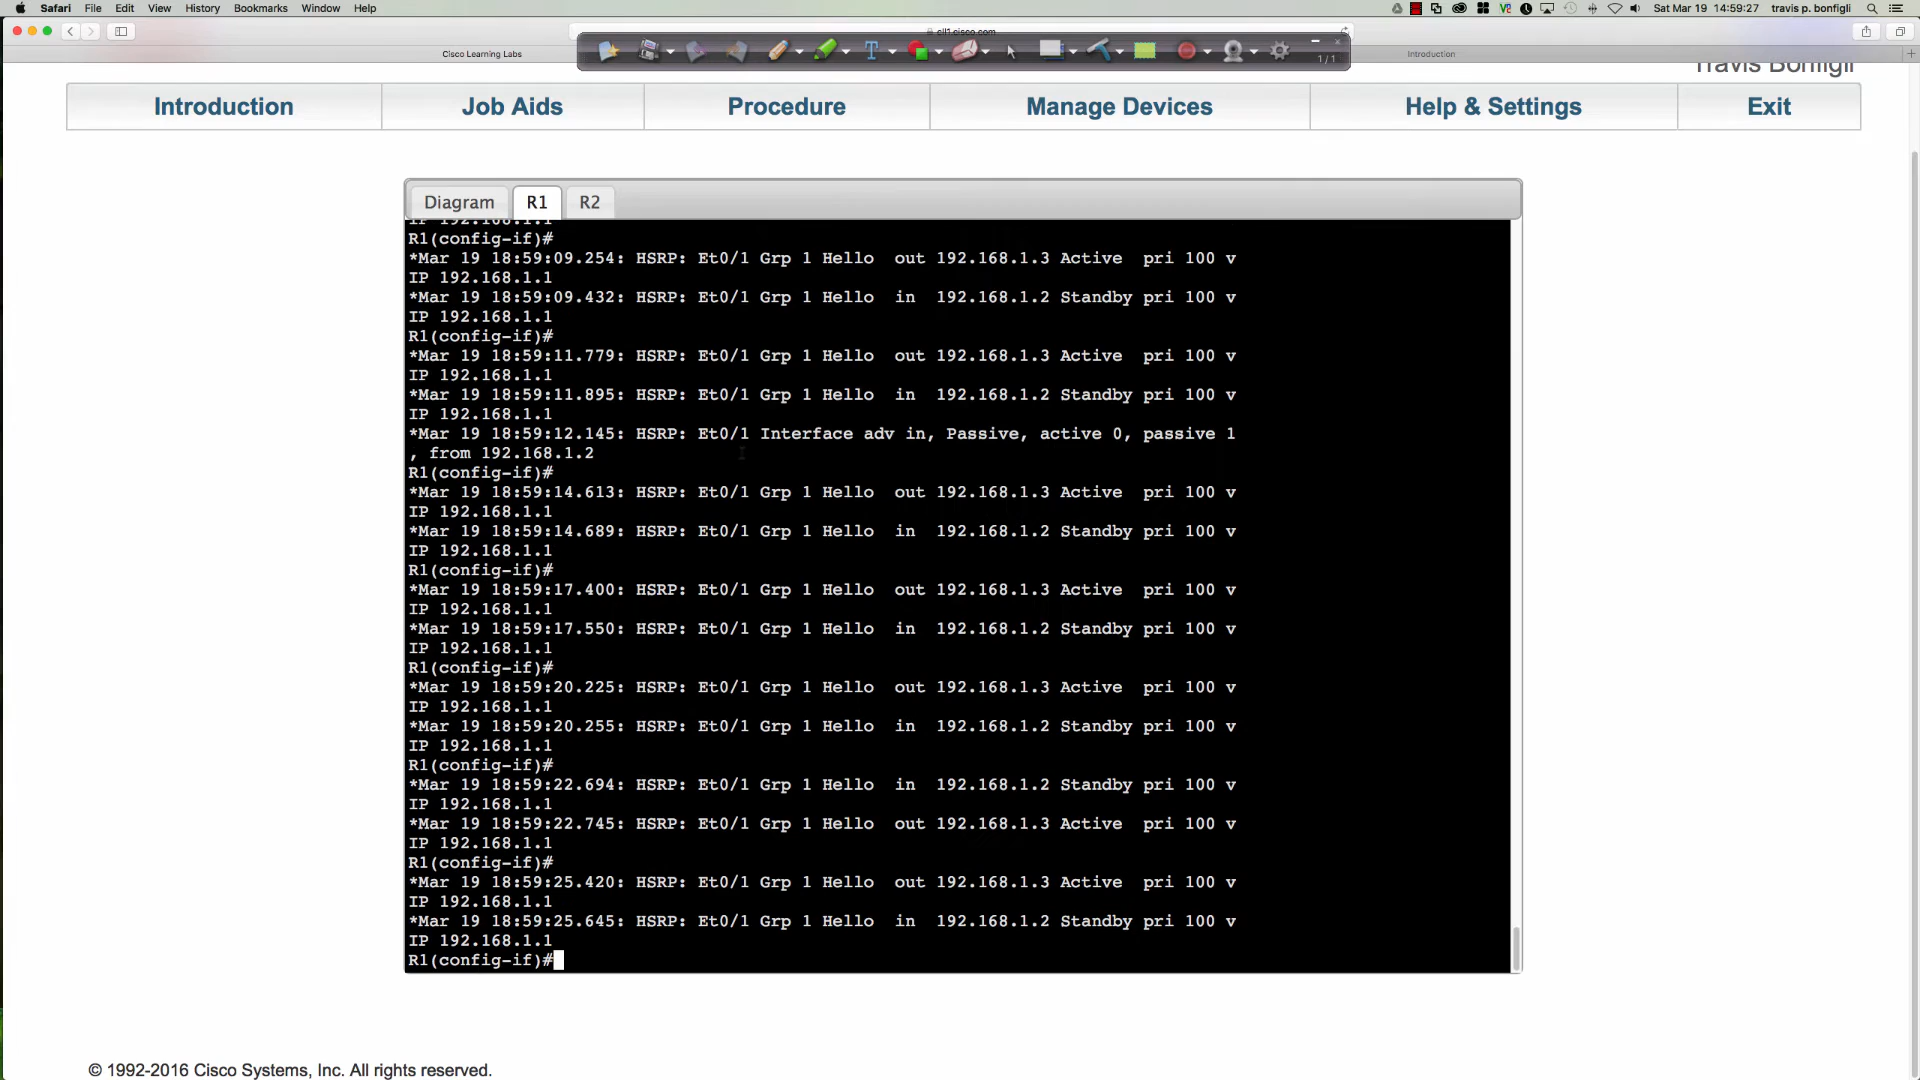 Safari File Edit View History Bookmarks Window Help Sat Mar 19 14:59:27 travis p. bonfigli
cll1.cisco.com
Cisco Learning Labs Introduction
1/1
Travis Bonfigli
Introduction Job Aids Procedure Manage Devices Help & Settings Exit
Diagram R1 R2
IP 192.168.1.1
R1(config-if)#
*Mar 19 18:59:09.254: HSRP: Et0/1 Grp 1 Hello  out 192.168.1.3 Active  pri 100 v
IP 192.168.1.1
*Mar 19 18:59:09.432: HSRP: Et0/1 Grp 1 Hello  in  192.168.1.2 Standby pri 100 v
IP 192.168.1.1
R1(config-if)#
*Mar 19 18:59:11.779: HSRP: Et0/1 Grp 1 Hello  out 192.168.1.3 Active  pri 100 v
IP 192.168.1.1
*Mar 19 18:59:11.895: HSRP: Et0/1 Grp 1 Hello  in  192.168.1.2 Standby pri 100 v
IP 192.168.1.1
*Mar 19 18:59:12.145: HSRP: Et0/1 Interface adv in, Passive, active 0, passive 1
, from 192.168.1.2
R1(config-if)#
*Mar 19 18:59:14.613: HSRP: Et0/1 Grp 1 Hello  out 192.168.1.3 Active  pri 100 v
IP 192.168.1.1
*Mar 19 18:59:14.689: HSRP: Et0/1 Grp 1 Hello  in  192.168.1.2 Standby pri 100 v
IP 192.168.1.1
R1(config-if)#
*Mar 19 18:59:17.400: HSRP: Et0/1 Grp 1 Hello  out 192.168.1.3 Active  pri 100 v
IP 192.168.1.1
*Mar 19 18:59:17.550: HSRP: Et0/1 Grp 1 Hello  in  192.168.1.2 Standby pri 100 v
IP 192.168.1.1
R1(config-if)#
*Mar 19 18:59:20.225: HSRP: Et0/1 Grp 1 Hello  out 192.168.1.3 Active  pri 100 v
IP 192.168.1.1
*Mar 19 18:59:20.255: HSRP: Et0/1 Grp 1 Hello  in  192.168.1.2 Standby pri 100 v
IP 192.168.1.1
R1(config-if)#
*Mar 19 18:59:22.694: HSRP: Et0/1 Grp 1 Hello  in  192.168.1.2 Standby pri 100 v
IP 192.168.1.1
*Mar 19 18:59:22.745: HSRP: Et0/1 Grp 1 Hello  out 192.168.1.3 Active  pri 100 v
IP 192.168.1.1
R1(config-if)#
*Mar 19 18:59:25.420: HSRP: Et0/1 Grp 1 Hello  out 192.168.1.3 Active  pri 100 v
IP 192.168.1.1
*Mar 19 18:59:25.645: HSRP: Et0/1 Grp 1 Hello  in  192.168.1.2 Standby pri 100 v
IP 192.168.1.1
R1(config-if)#
© 1992-2016 Cisco Systems, Inc. All rights reserved.